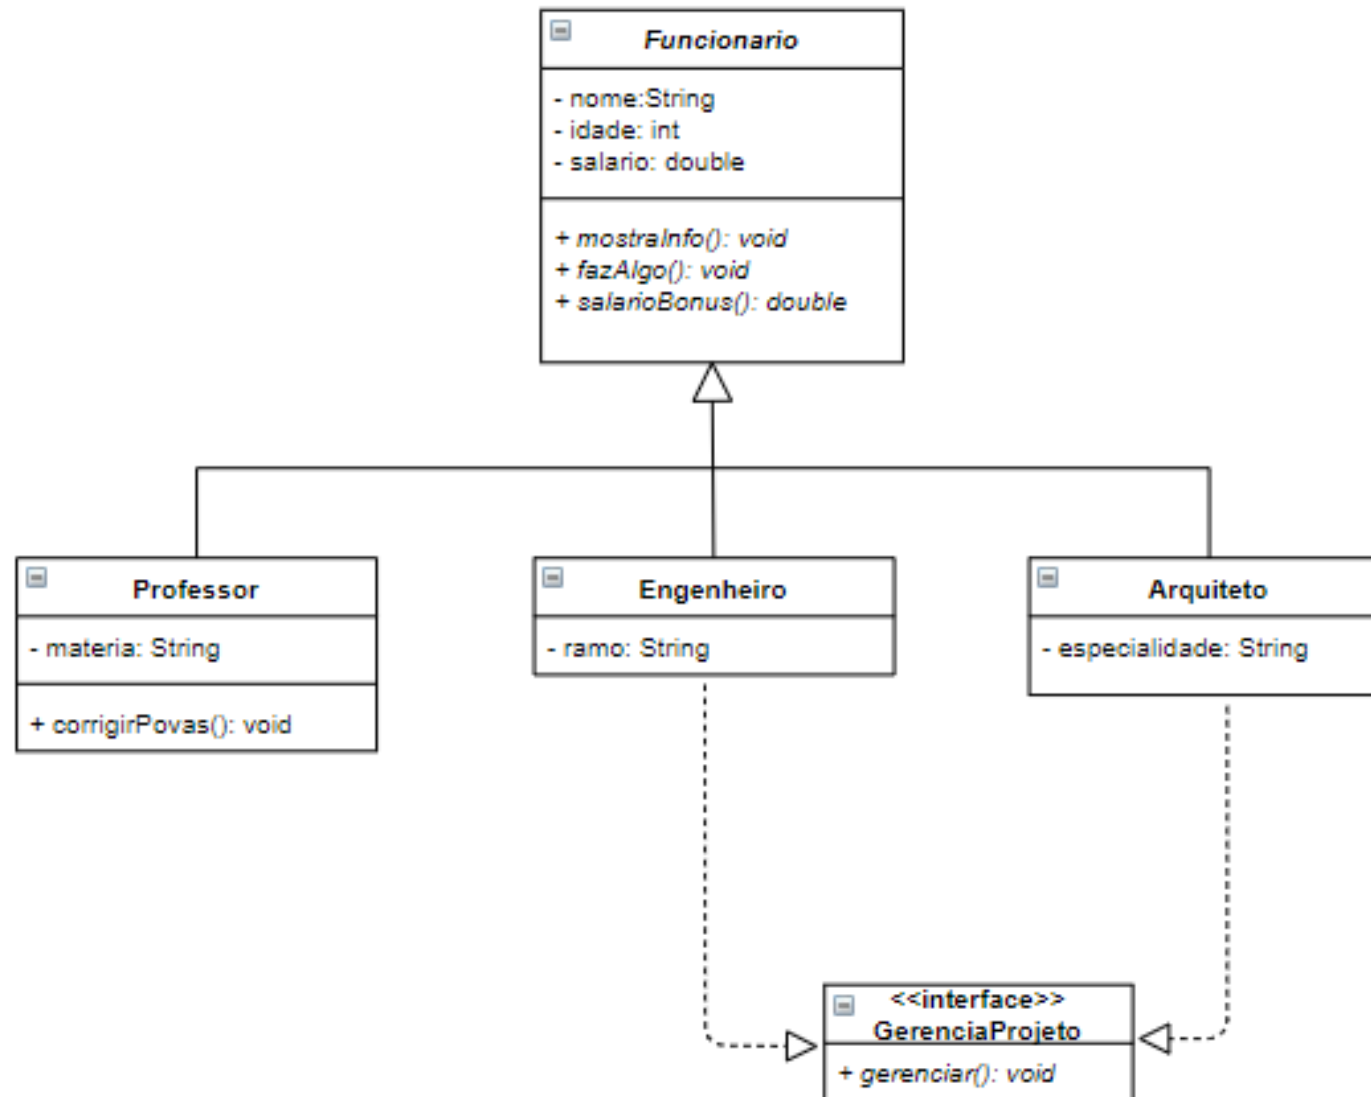 Funcionario
- nome:String
- idade: int
- salario: double
+ mostraInfo(): void
+ fazAlgo(): void
+ salarioBonus(): double
Professor
- materia: String
+ corrigirPovas(): void
Engenheiro
- ramo: String
Arquiteto
- especialidade: String
<<interface>>
GerenciaProjeto
+ gerenciar(): void